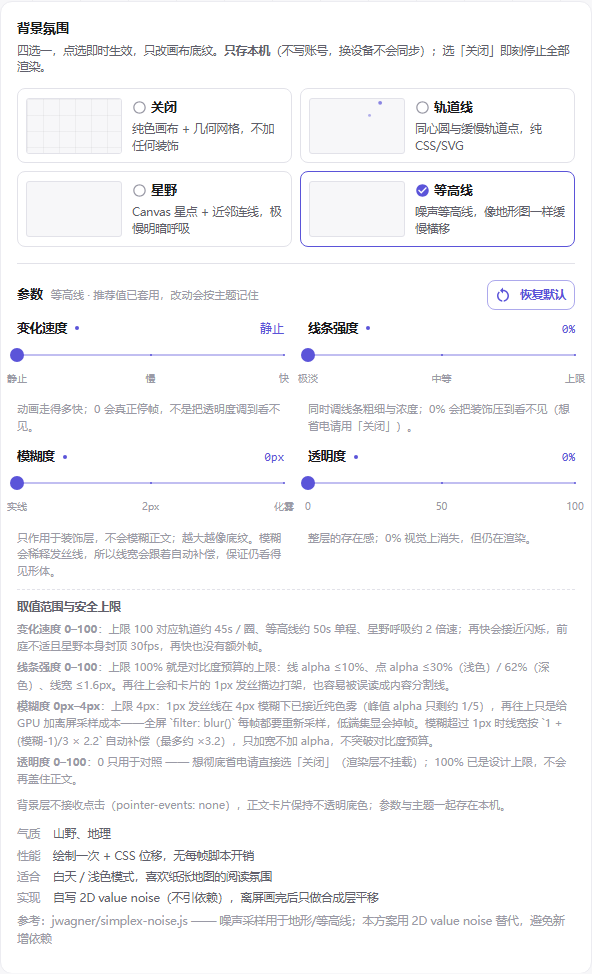 背景氛围
四选一，点选即时生效，只改画布底纹。只存本机（不写账号，换设备不会同步）；选「关闭」即刻停止全部
渲染。
关闭
纯色画布 + 几何网格，不加
任何装饰
轨道线
同心圆与缓慢轨道点，纯
CSS/SVG
星野
Canvas 星点 + 近邻连线，极
慢明暗呼吸
等高线
噪声等高线，像地形图一样缓
慢横移
参数 等高线 · 推荐值已套用，改动会按主题记住
恢复默认
变化速度 静止
静止 慢 快
动画走得多快；0 会真正停帧，不是把透明度调到看不
见。
线条强度 0%
极淡 中等 上限
同时调线条粗细与浓度；0% 会把装饰压到看不见（想
省电请用「关闭」）。
模糊度 0px
实线 2px 化雾
只作用于装饰层，不会模糊正文；越大越像底纹。模糊
会稀释发丝线，所以线宽会跟着自动补偿，保证仍看得
见形体。
透明度 0%
0 50 100
整层的存在感；0% 视觉上消失，但仍在渲染。
取值范围与安全上限
变化速度 0–100：上限 100 对应轨道约 45s / 圈、等高线约 50s 单程、星野呼吸约 2 倍速；再快会接近闪烁，前
庭不适且星野本身封顶 30fps，再快也没有额外帧。
线条强度 0–100：上限 100% 就是对比度预算的上限：线 alpha ≤10%、点 alpha ≤30%（浅色）/ 62%（深
色）、线宽 ≤1.6px。再往上会和卡片的 1px 发丝描边打架，也容易被误读成内容分割线。
模糊度 0px–4px：上限 4px：1px 发丝线在 4px 模糊下已接近纯色雾（峰值 alpha 只剩约 1/5），再往上只是给
GPU 加离屏采样成本——全屏 `filter: blur()` 每帧都要重新采样，低端集显会掉帧。模糊超过 1px 时线宽按 `1 +
(模糊-1)/3 × 2.2` 自动补偿（最多约 ×3.2），只加宽不加 alpha，不突破对比度预算。
透明度 0–100：0 只用于对照 —— 想彻底省电请直接选「关闭」（渲染层不挂载）；100% 已是设计上限，不会
再盖住正文。
背景层不接收点击（pointer-events: none），正文卡片保持不透明底色；参数与主题一起存在本机。
气质 山野、地理
性能 绘制一次 + CSS 位移，无每帧脚本开销
适合 白天 / 浅色模式，喜欢纸张地图的阅读氛围
实现 自写 2D value noise（不引依赖），离屏画完后只做合成层平移
参考：jwagner/simplex-noise.js —— 噪声采样用于地形/等高线；本方案用 2D value noise 替代，避免新
增依赖